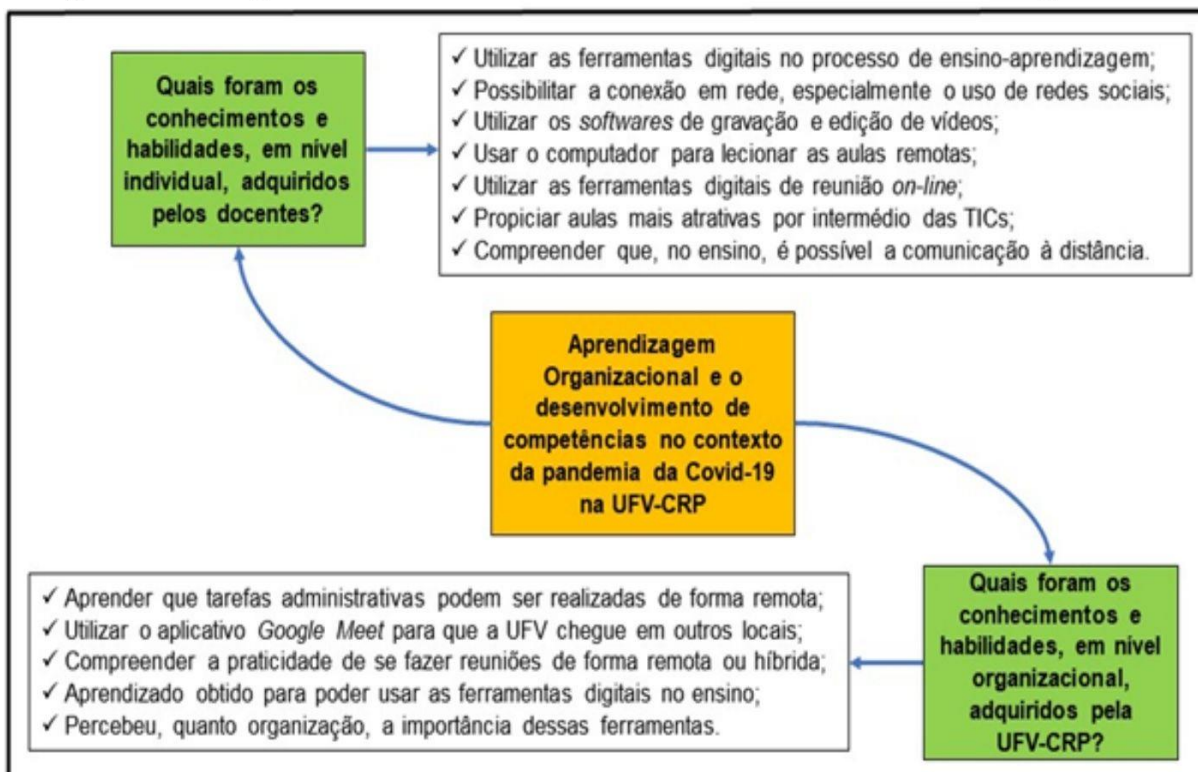 Quais foram os
conhecimentos e
habilidades, em nível
individual, adquiridos
pelos docentes?
✓ Utilizar as ferramentas digitais no processo de ensino-aprendizagem;
✓ Possibilitar a conexão em rede, especialmente o uso de redes sociais;
✓ Utilizar os softwares de gravação e edição de vídeos;
✓ Usar o computador para lecionar as aulas remotas;
✓ Utilizar as ferramentas digitais de reunião on-line;
✓ Propiciar aulas mais atrativas por intermédio das TICs;
✓ Compreender que, no ensino, é possível a comunicação à distância.
Aprendizagem
Organizacional e o
desenvolvimento de
competências no contexto
da pandemia da Covid-19
na UFV-CRP
✓ Aprender que tarefas administrativas podem ser realizadas de forma remota;
✓ Utilizar o aplicativo Google Meet para que a UFV chegue em outros locais;
✓ Compreender a praticidade de se fazer reuniões de forma remota ou híbrida;
✓ Aprendizado obtido para poder usar as ferramentas digitais no ensino;
✓ Percebeu, quanto organização, a importância dessas ferramentas.
Quais foram os
conhecimentos e
habilidades, em nível
organizacional,
adquiridos pela
UFV-CRP?